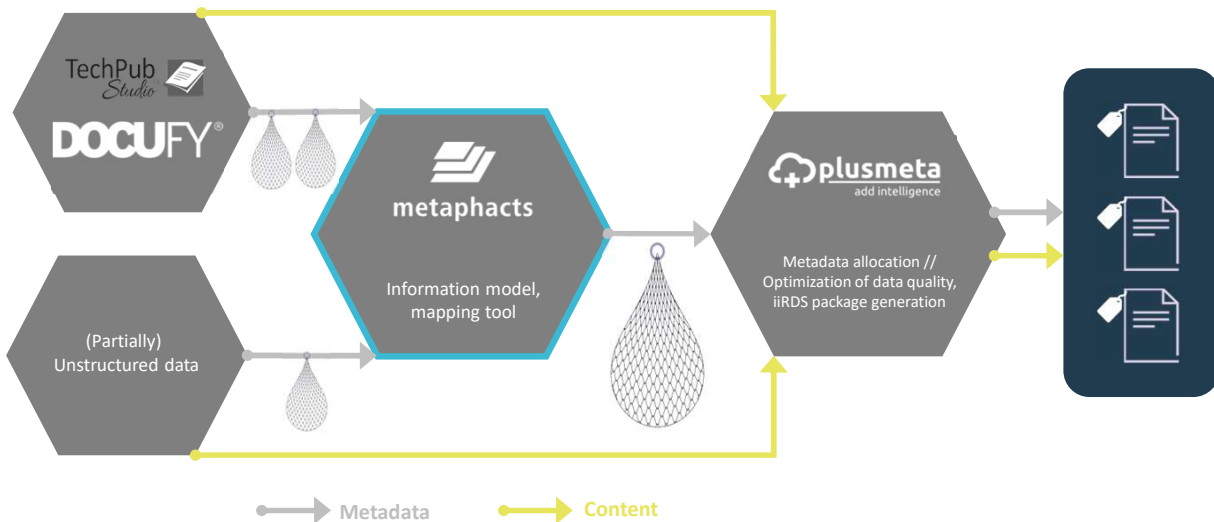 TechPub
Studio
DOCUFY®
metaphacts
Information model,
mapping tool
(Partially)
Unstructured data
plusmeta
add intelligence
Metadata allocation //
Optimization of data quality,
iiRDS package generation
Metadata
Content